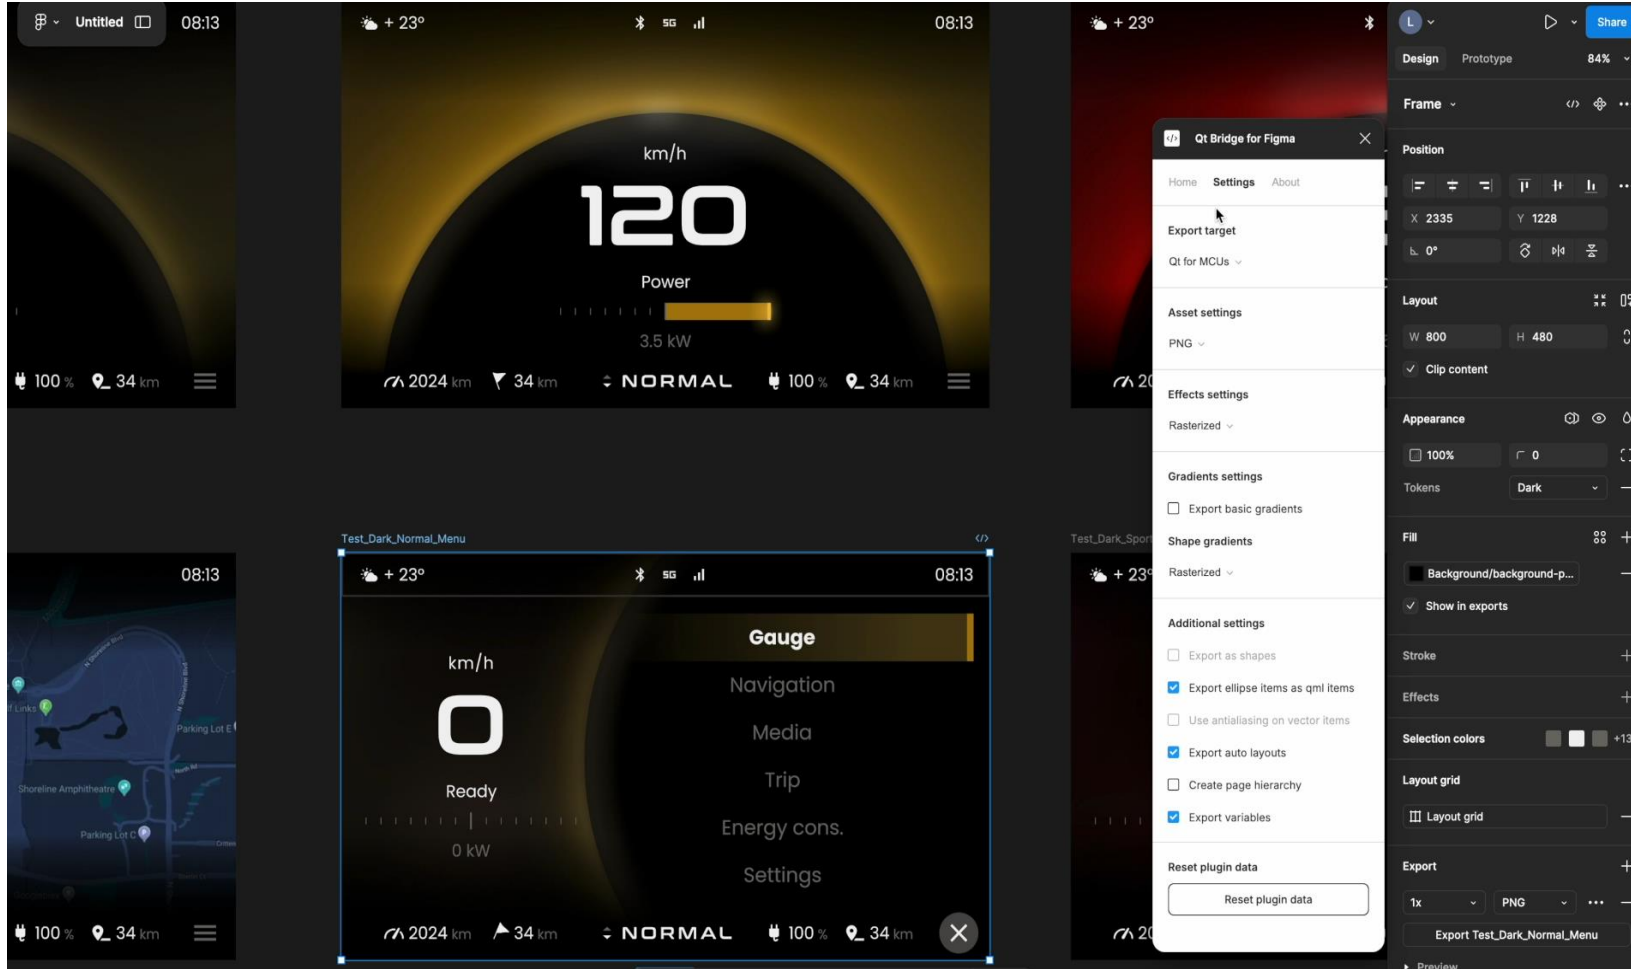 Untitled
08:13
100 %
34 km
+ 23°
5G
08:13
km/h
120
Power
3.5 kW
2024 km
34 km
NORMAL
100 %
34 km
+ 23°
Qt Bridge for Figma
Home Settings About
Export target
Qt for MCUs
Asset settings
PNG
Effects settings
Rasterized
Gradients settings
Export basic gradients
Shape gradients
Rasterized
Additional settings
Export as shapes
Export ellipse items as qml items
Use antialiasing on vector items
Export auto layouts
Create page hierarchy
Export variables
Reset plugin data
Reset plugin data
08:13
N Shoreline Blvd
Parking Lot E
Shoreline Amphitheatre
Parking Lot C
100 %
34 km
Test_Dark_Normal_Menu
+ 23°
5G
08:13
km/h
0
Ready
0 kW
Gauge
Navigation
Media
Trip
Energy cons.
Settings
2024 km
34 km
NORMAL
100 %
34 km
Test_Dark_Spor
+ 23°
20
L
Share
Design Prototype 84%
Frame
Position
X 2335 Y 1228
0°
Layout
W 800 H 480
Clip content
Appearance
100% 0
Tokens Dark
Fill
Background/background-p...
Show in exports
Stroke
Effects
Selection colors +13
Layout grid
Layout grid
Export
1x PNG
Export Test_Dark_Normal_Menu
Preview